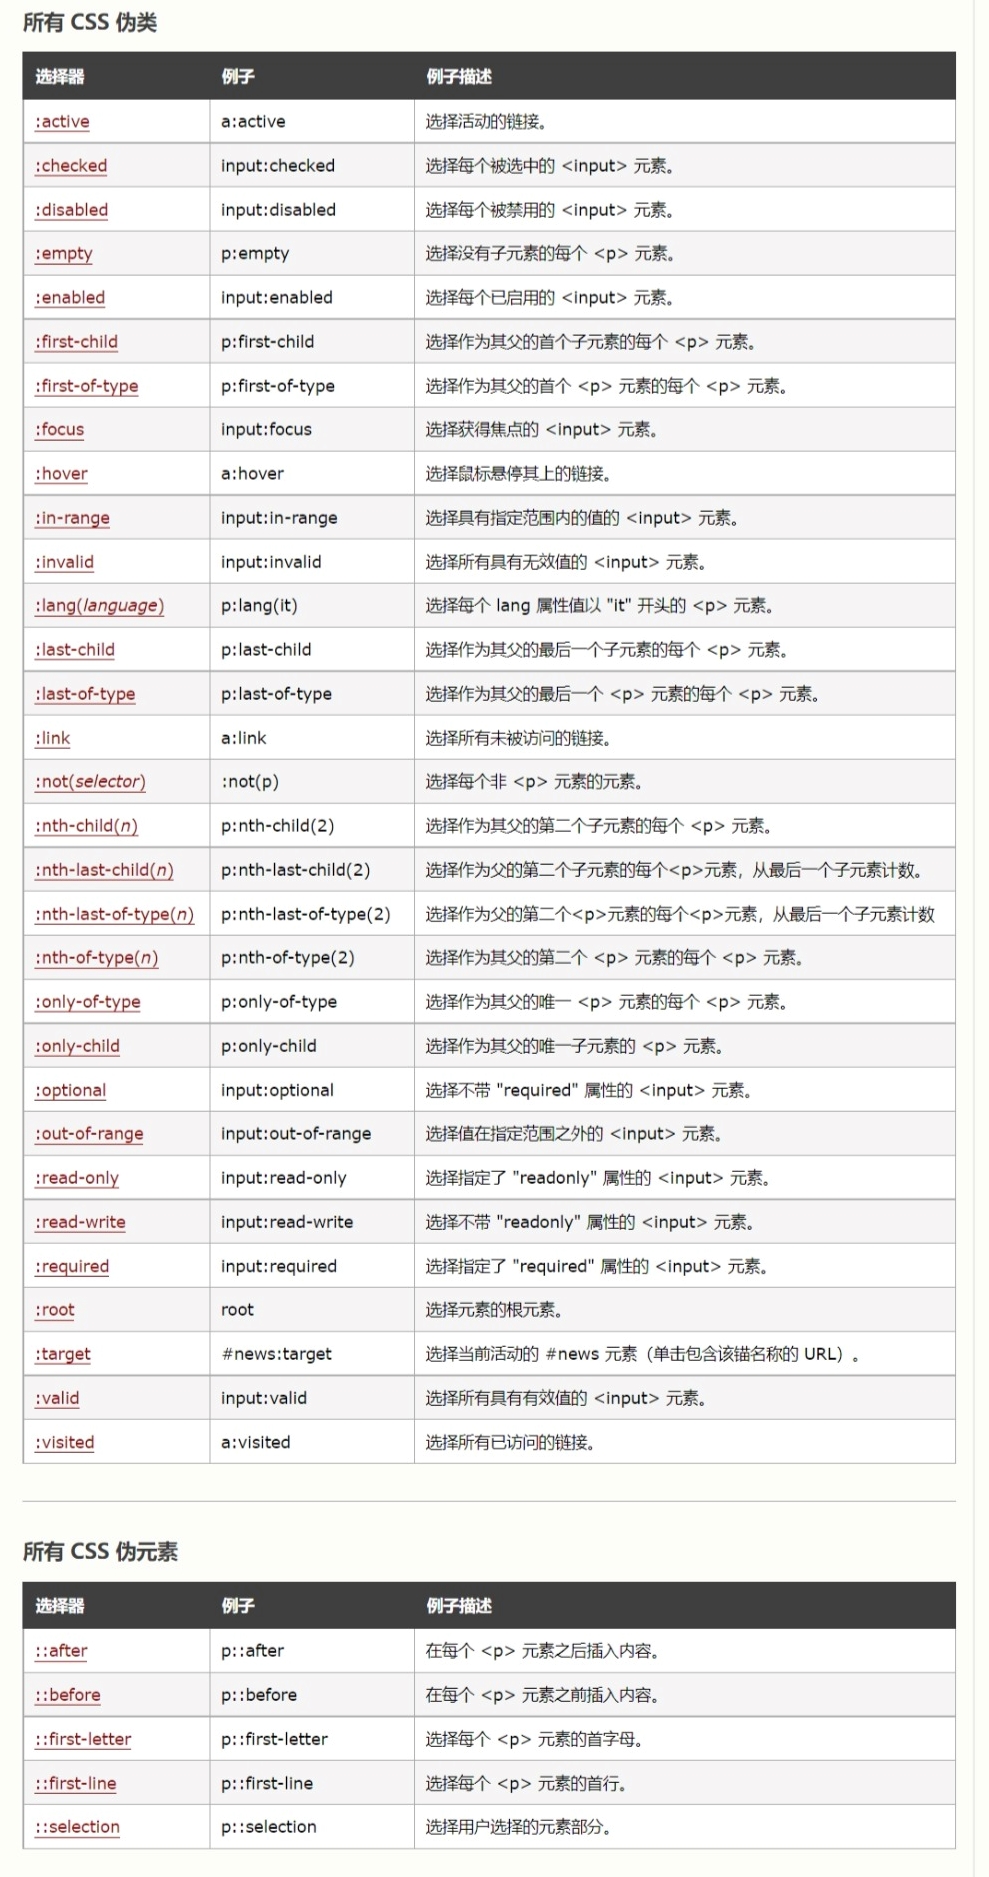 所有 CSS 伪类
选择器 例子 例子描述
:active a:active 选择活动的链接。
:checked input:checked 选择每个被选中的 <input> 元素。
:disabled input:disabled 选择每个被禁用的 <input> 元素。
:empty p:empty 选择没有子元素的每个 <p> 元素。
:enabled input:enabled 选择每个已启用的 <input> 元素。
:first-child p:first-child 选择作为其父的首个子元素的每个 <p> 元素。
:first-of-type p:first-of-type 选择作为其父的首个 <p> 元素的每个 <p> 元素。
:focus input:focus 选择获得焦点的 <input> 元素。
:hover a:hover 选择鼠标悬停其上的链接。
:in-range input:in-range 选择具有指定范围内的值的 <input> 元素。
:invalid input:invalid 选择所有具有无效值的 <input> 元素。
:lang(language) p:lang(it) 选择每个 lang 属性值以 "it" 开头的 <p> 元素。
:last-child p:last-child 选择作为其父的最后一个子元素的每个 <p> 元素。
:last-of-type p:last-of-type 选择作为其父的最后一个 <p> 元素的每个 <p> 元素。
:link a:link 选择所有未被访问的链接。
:not(selector) :not(p) 选择每个非 <p> 元素的元素。
:nth-child(n) p:nth-child(2) 选择作为其父的第二个子元素的每个 <p> 元素。
:nth-last-child(n) p:nth-last-child(2) 选择作为父的第二个子元素的每个<p>元素，从最后一个子元素计数。
:nth-last-of-type(n) p:nth-last-of-type(2) 选择作为父的第二个<p>元素的每个<p>元素，从最后一个子元素计数
:nth-of-type(n) p:nth-of-type(2) 选择作为其父的第二个 <p> 元素的每个 <p> 元素。
:only-of-type p:only-of-type 选择作为其父的唯一 <p> 元素的每个 <p> 元素。
:only-child p:only-child 选择作为其父的唯一子元素的 <p> 元素。
:optional input:optional 选择不带 "required" 属性的 <input> 元素。
:out-of-range input:out-of-range 选择值在指定范围之外的 <input> 元素。
:read-only input:read-only 选择指定了 "readonly" 属性的 <input> 元素。
:read-write input:read-write 选择不带 "readonly" 属性的 <input> 元素。
:required input:required 选择指定了 "required" 属性的 <input> 元素。
:root root 选择元素的根元素。
:target #news:target 选择当前活动的 #news 元素（单击包含该锚名称的 URL）。
:valid input:valid 选择所有具有有效值的 <input> 元素。
:visited a:visited 选择所有已访问的链接。
所有 CSS 伪元素
选择器 例子 例子描述
::after p::after 在每个 <p> 元素之后插入内容。
::before p::before 在每个 <p> 元素之前插入内容。
::first-letter p::first-letter 选择每个 <p> 元素的首字母。
::first-line p::first-line 选择每个 <p> 元素的首行。
::selection p::selection 选择用户选择的元素部分。